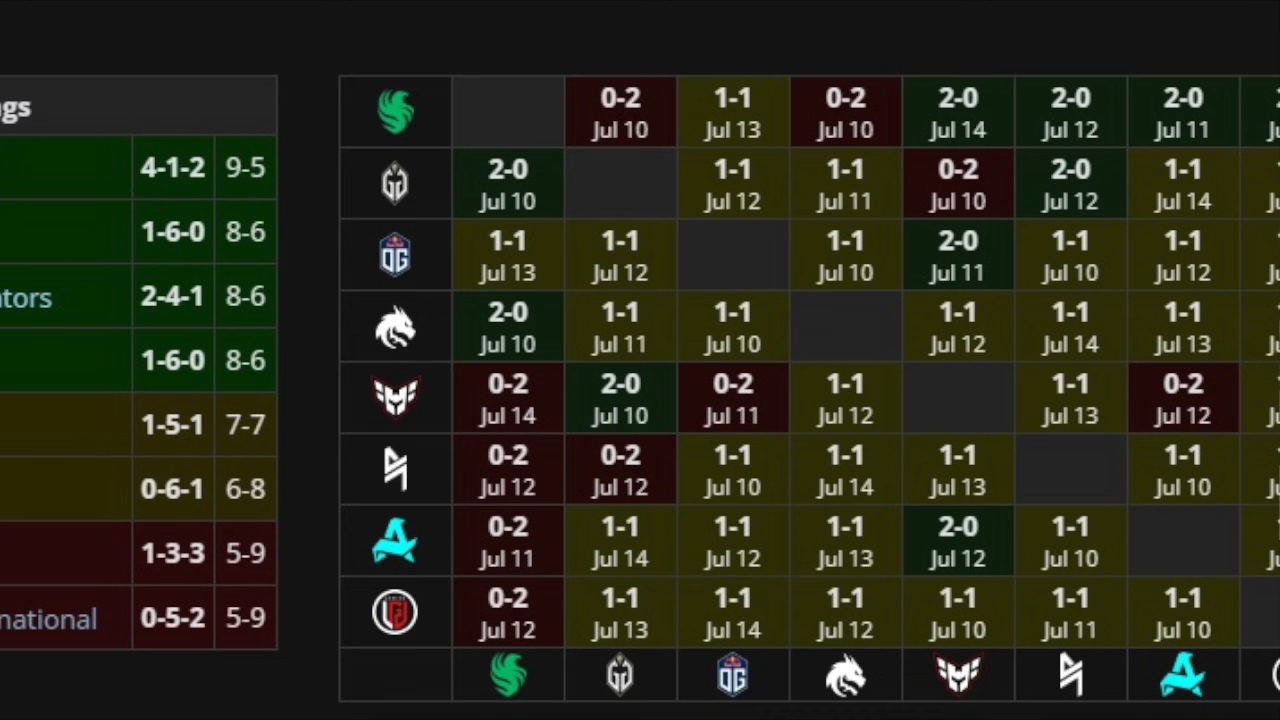 gs
4-1-2 9-5
1-6-0 8-6
ators 2-4-1 8-6
1-6-0 8-6
1-5-1 7-7
0-6-1 6-8
1-3-3 5-9
national 0-5-2 5-9
0-2 1-1 0-2 2-0 2-0 2-0
Jul 10 Jul 13 Jul 10 Jul 14 Jul 12 Jul 11
2-0 1-1 1-1 0-2 2-0 1-1
Jul 10 Jul 12 Jul 11 Jul 10 Jul 12 Jul 14
1-1 1-1 1-1 2-0 1-1 1-1
Jul 13 Jul 12 Jul 10 Jul 11 Jul 10 Jul 12
OG
2-0 1-1 1-1 1-1 1-1 1-1
Jul 10 Jul 11 Jul 10 Jul 12 Jul 14 Jul 13
0-2 2-0 0-2 1-1 1-1 0-2
Jul 14 Jul 10 Jul 11 Jul 12 Jul 13 Jul 12
0-2 0-2 1-1 1-1 1-1 1-1
Jul 12 Jul 12 Jul 10 Jul 14 Jul 13 Jul 10
0-2 1-1 1-1 1-1 2-0 1-1
Jul 11 Jul 14 Jul 12 Jul 13 Jul 12 Jul 10
0-2 1-1 1-1 1-1 1-1 1-1 1-1
Jul 12 Jul 13 Jul 14 Jul 12 Jul 10 Jul 11 Jul 10
OG